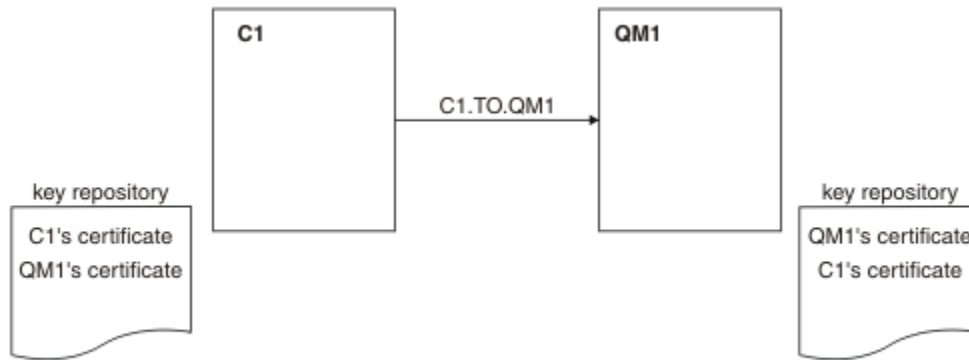 C1
QM1
C1.TO.QM1
key repository
C1's certificate
QM1's certificate
key repository
QM1's certificate
C1's certificate